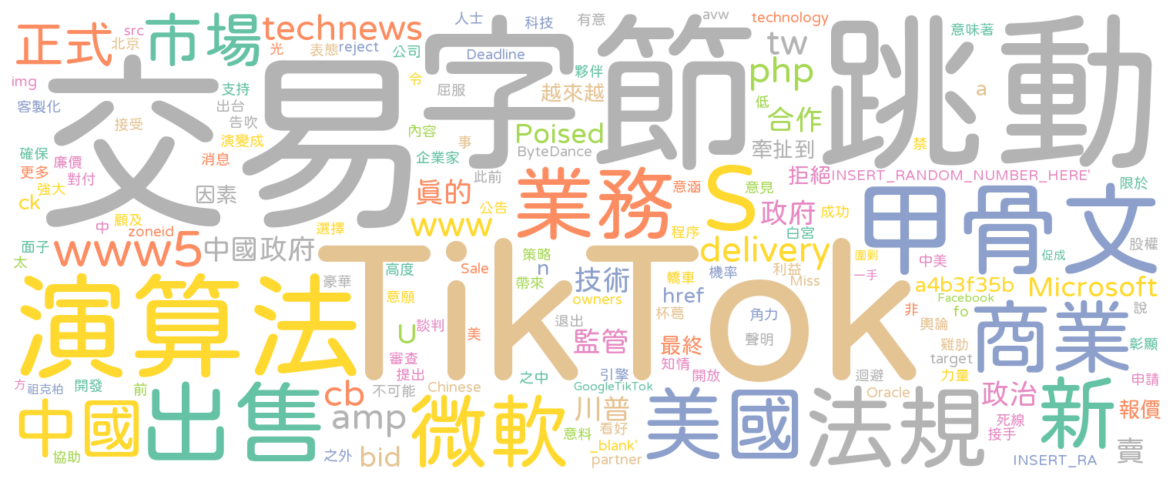 正式
src
北京
市場
technews
光
表態
reject
公司
人士
Deadline
科技
有意
avw
technology
意味著
img
客製化
支持
出台
告吹
令
夥伴
屈服
越來越
tw
php
a
交易
字節
跳動
接受
演變成
內容
事
Poised
ByteDance
低
合作
牽扯到
禁
確保
廉價
更多
對付
強大
消息
企業家
此前
拒絕
INSERT_RANDOM_NUMBER_HERE'
限於
ck
因素
真的
業務
意涵
S
意見
政府
成功
甲骨文
中
顧及
zoneid
選擇
www
公告
程序
白宮
面子
太
www5
中國政府
TikTok
delivery
圍剿
促成
股權
豪華
高度
Sale
策略
n
帶來
技術
轎車
機率
利益
Miss
一手
中美
a4b3f35b
Microsoft
演算法
意願
owners
href
Facebook
fo
說
U
談判
美
退出
杯葛
角力
非
輿論
商業
審查
監管
最終
聲明
雞肋
彰顯
提出
知情
target
方
祖克柏
開發
前
不可能
Chinese
之中
引擎
開放
迴避
力量
申請
GoogleTikTok
Oracle
中國
出售
cb
amp
微軟
川普
看好
美國
法規
政治
死線
接手
新
報價
協助
之外
bid
意料
_blank'
partner
INSERT_RA
賣